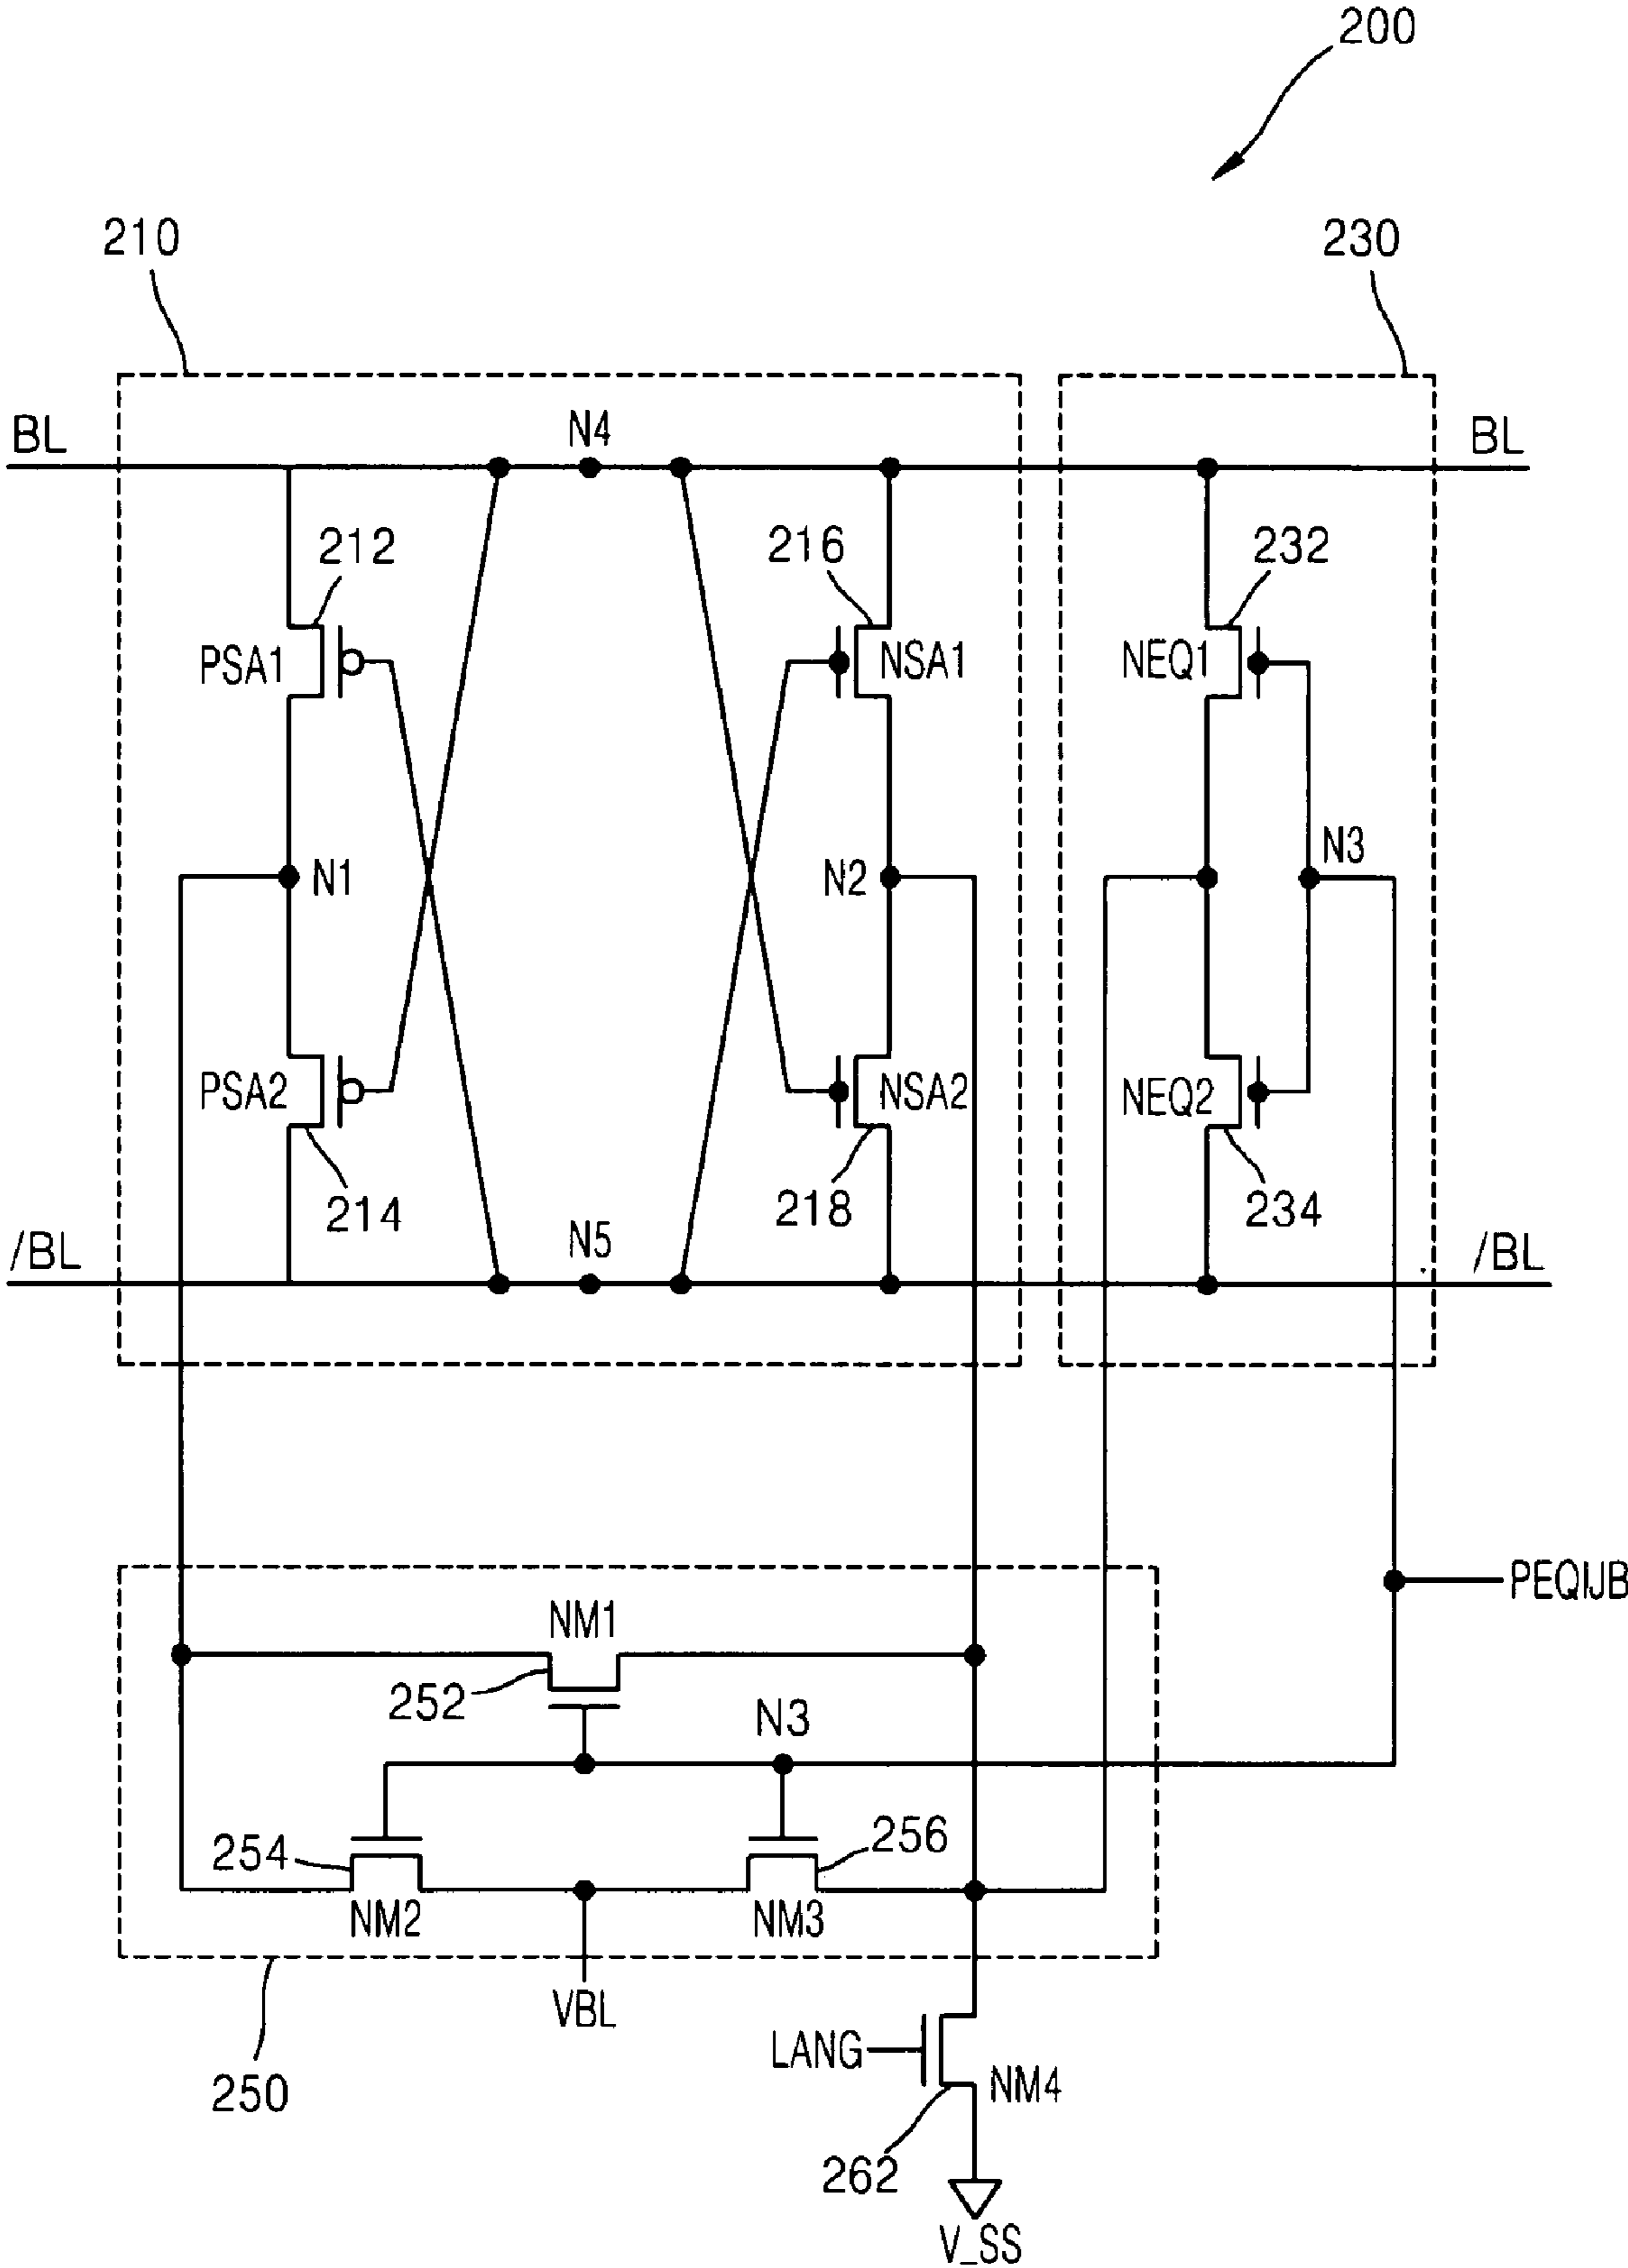 200
210
230
BL
N4
BL
212
216
232
PSA1
NSA1
NEQ1
N1
N2
N3
PSA2
NSA2
NEQ2
214
218
234
/BL
N5
/BL
PEQIJB
NM1
252
N3
254
256
NM2
NM3
VBL
LANG
NM4
250
262
V_SS